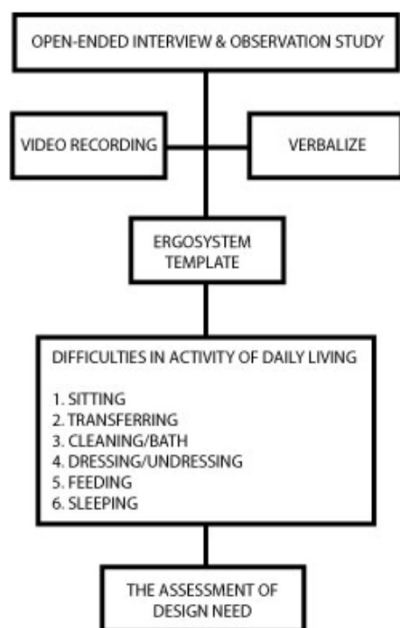 OPEN-ENDED INTERVIEW & OBSERVATION STUDY
VIDEO RECORDING
VERBALIZE
ERGOSYSTEM
TEMPLATE
DIFFICULTIES IN ACTIVITY OF DAILY LIVING
1. SITTING
2. TRANSFERRING
3. CLEANING/BATH
4. DRESSING/UNDRESSING
5. FEEDING
6. SLEEPING
THE ASSESSMENT OF
DESIGN NEED